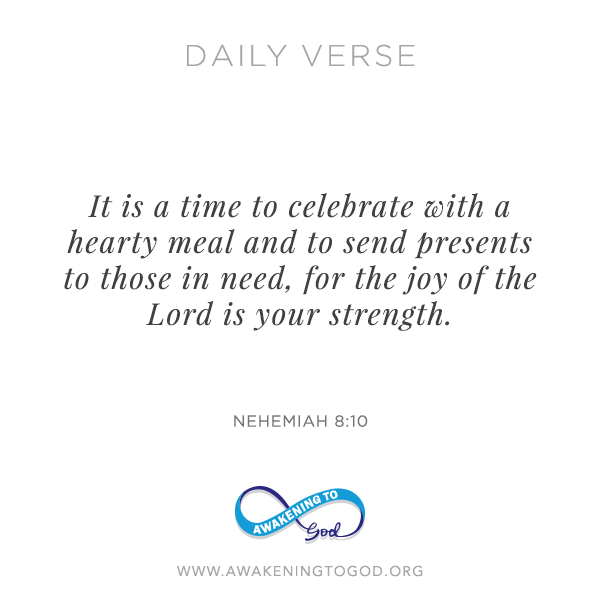 DAILY VERSE
It is a time to celebrate with a
hearty meal and to send presents
to those in need, for the joy of the
Lord is your strength.
NEHEMIAH 8:10
AWAKENING TO
God
WWW.AWAKENINGTOGOD.ORG